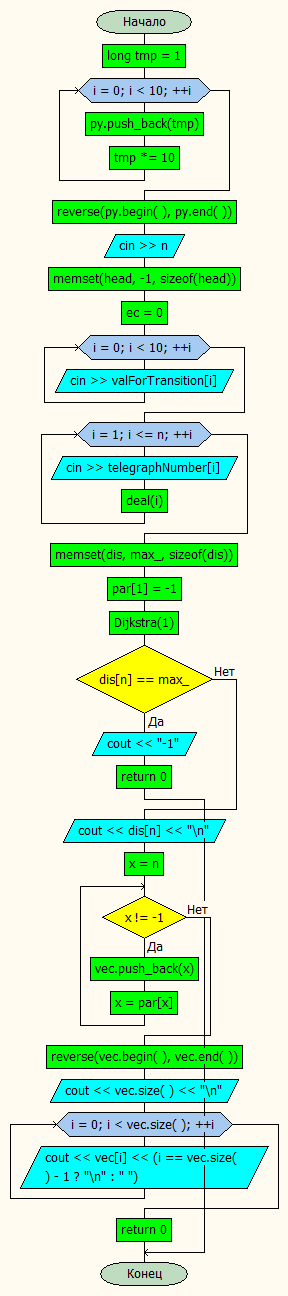 Начало
long tmp = 1
i = 0; i < 10; ++i
py.push_back(tmp)
tmp *= 10
reverse(py.begin( ), py.end( ))
cin >> n
memset(head, -1, sizeof(head))
ec = 0
i = 0; i < 10; ++i
cin >> valForTransition[i]
i = 1; i <= n; ++i
cin >> telegraphNumber[i]
deal(i)
memset(dis, max_, sizeof(dis))
par[1] = -1
Dijkstra(1)
dis[n] == max_
Нет
Да
cout << "-1"
return 0
cout << dis[n] << "\n"
x = n
x != -1
Нет
Да
vec.push_back(x)
x = par[x]
reverse(vec.begin( ), vec.end( ))
cout << vec.size( ) << "\n"
i = 0; i < vec.size( ); ++i
cout << vec[i] << (i == vec.size(
) - 1 ? "\n" : " ")
return 0
Конец